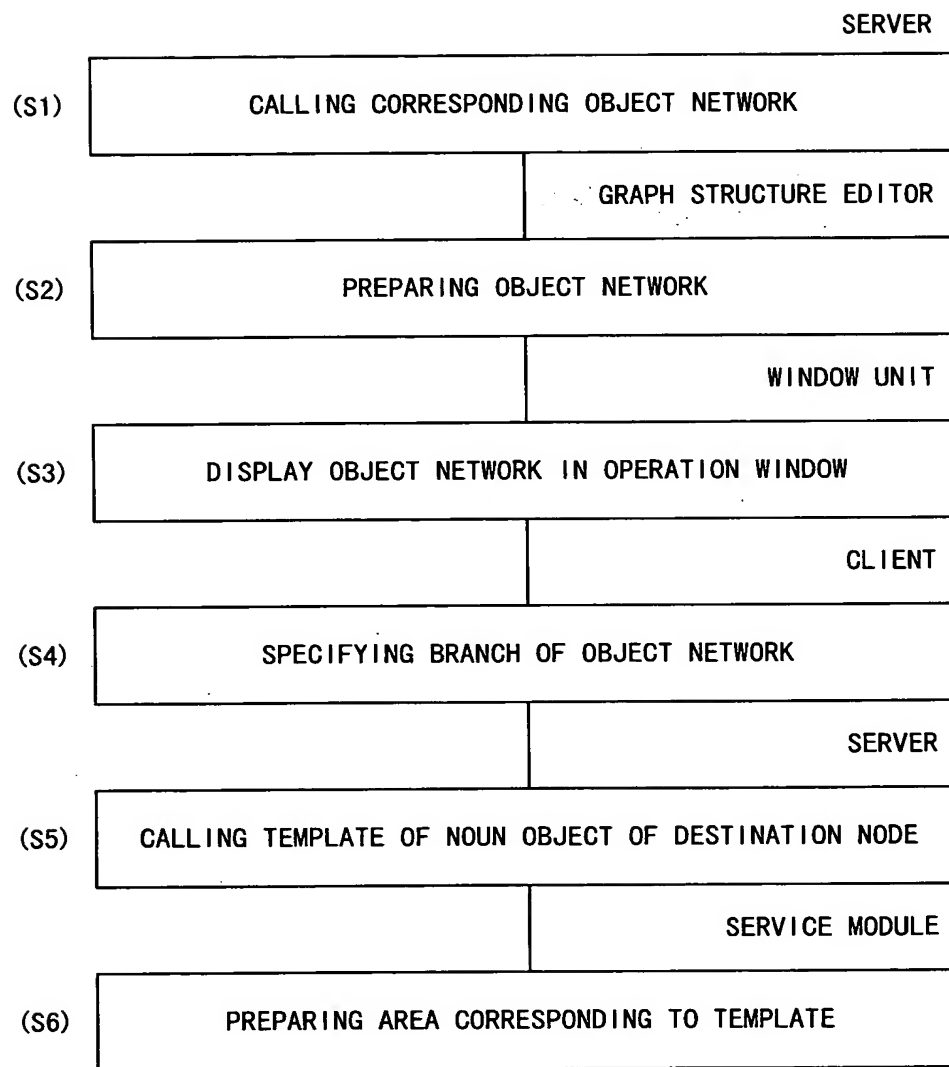 SERVER
(S1) CALLING CORRESPONDING OBJECT NETWORK
GRAPH STRUCTURE EDITOR
(S2) PREPARING OBJECT NETWORK
WINDOW UNIT
(S3) DISPLAY OBJECT NETWORK IN OPERATION WINDOW
CLIENT
(S4) SPECIFYING BRANCH OF OBJECT NETWORK
SERVER
(S5) CALLING TEMPLATE OF NOUN OBJECT OF DESTINATION NODE
SERVICE MODULE
(S6) PREPARING AREA CORRESPONDING TO TEMPLATE